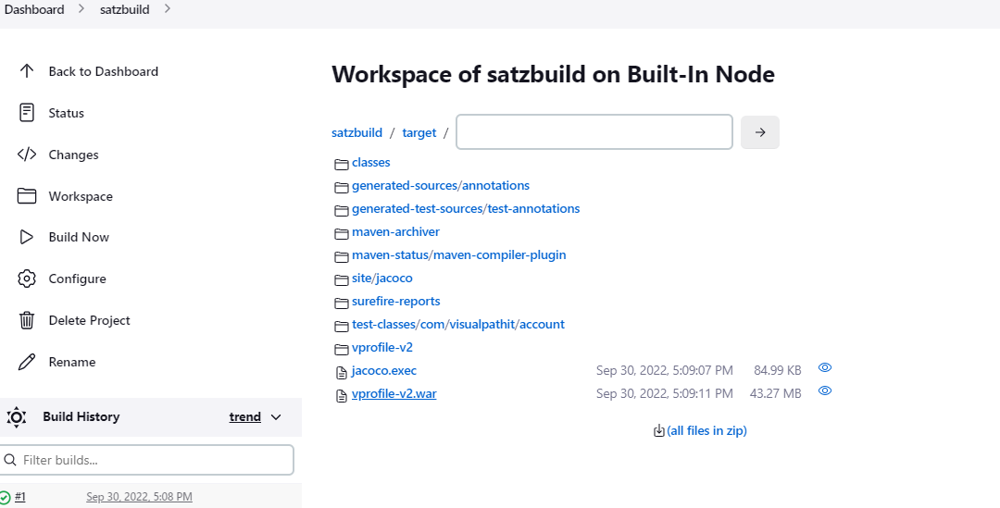 Dashboard > satzbuild >
Back to Dashboard
Status
Changes
Workspace
Build Now
Configure
Delete Project
Rename
Build History trend
Filter builds...
#1 Sep 30, 2022, 5:08 PM
Workspace of satzbuild on Built-In Node
satzbuild / target /
classes
generated-sources/annotations
generated-test-sources/test-annotations
maven-archiver
maven-status/maven-compiler-plugin
site/jacoco
surefire-reports
test-classes/com/visualpathit/account
vprofile-v2
jacoco.exec Sep 30, 2022, 5:09:07 PM 84.99 KB
vprofile-v2.war Sep 30, 2022, 5:09:11 PM 43.27 MB
(all files in zip)